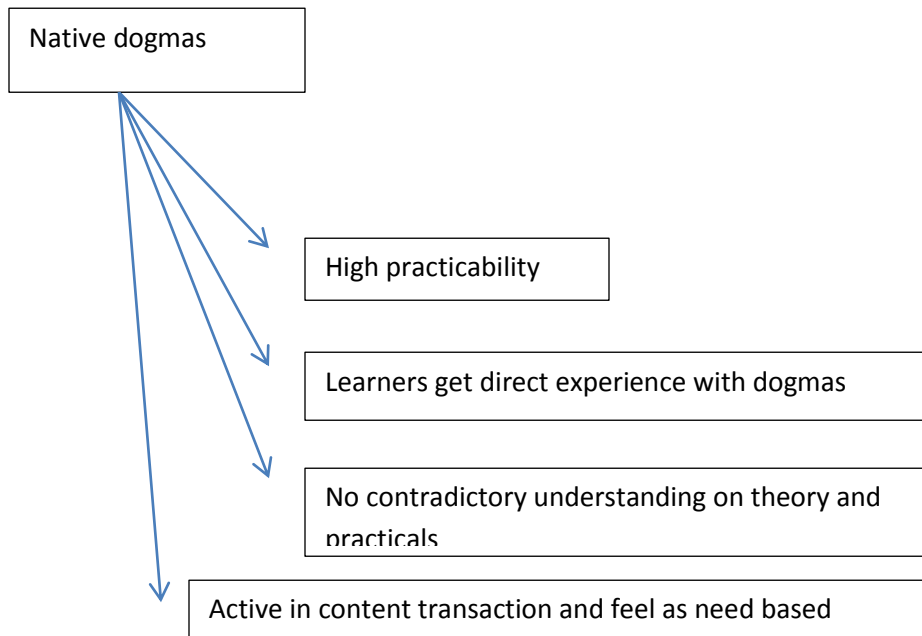 Native dogmas
High practicability
Learners get direct experience with dogmas
No contradictory understanding on theory and
practicals
Active in content transaction and feel as need based